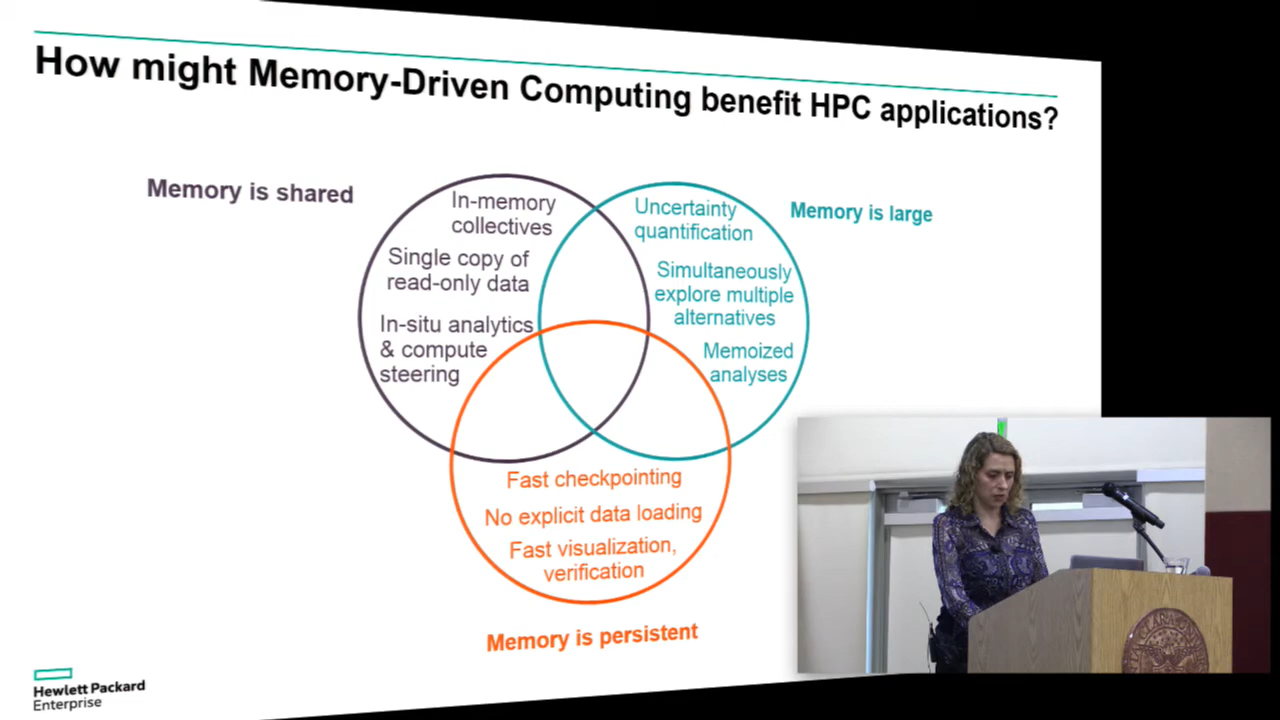 How might Memory-Driven Computing benefit HPC applications?
Memory is shared
In-memory
collectives
Single copy of
read-only data
In-situ analytics
& compute
steering
Uncertainty
quantification
Simultaneously
explore multiple
alternatives
Memoized
analyses
Memory is large
Fast checkpointing
No explicit data loading
Fast visualization,
verification
Memory is persistent
Hewlett Packard
Enterprise